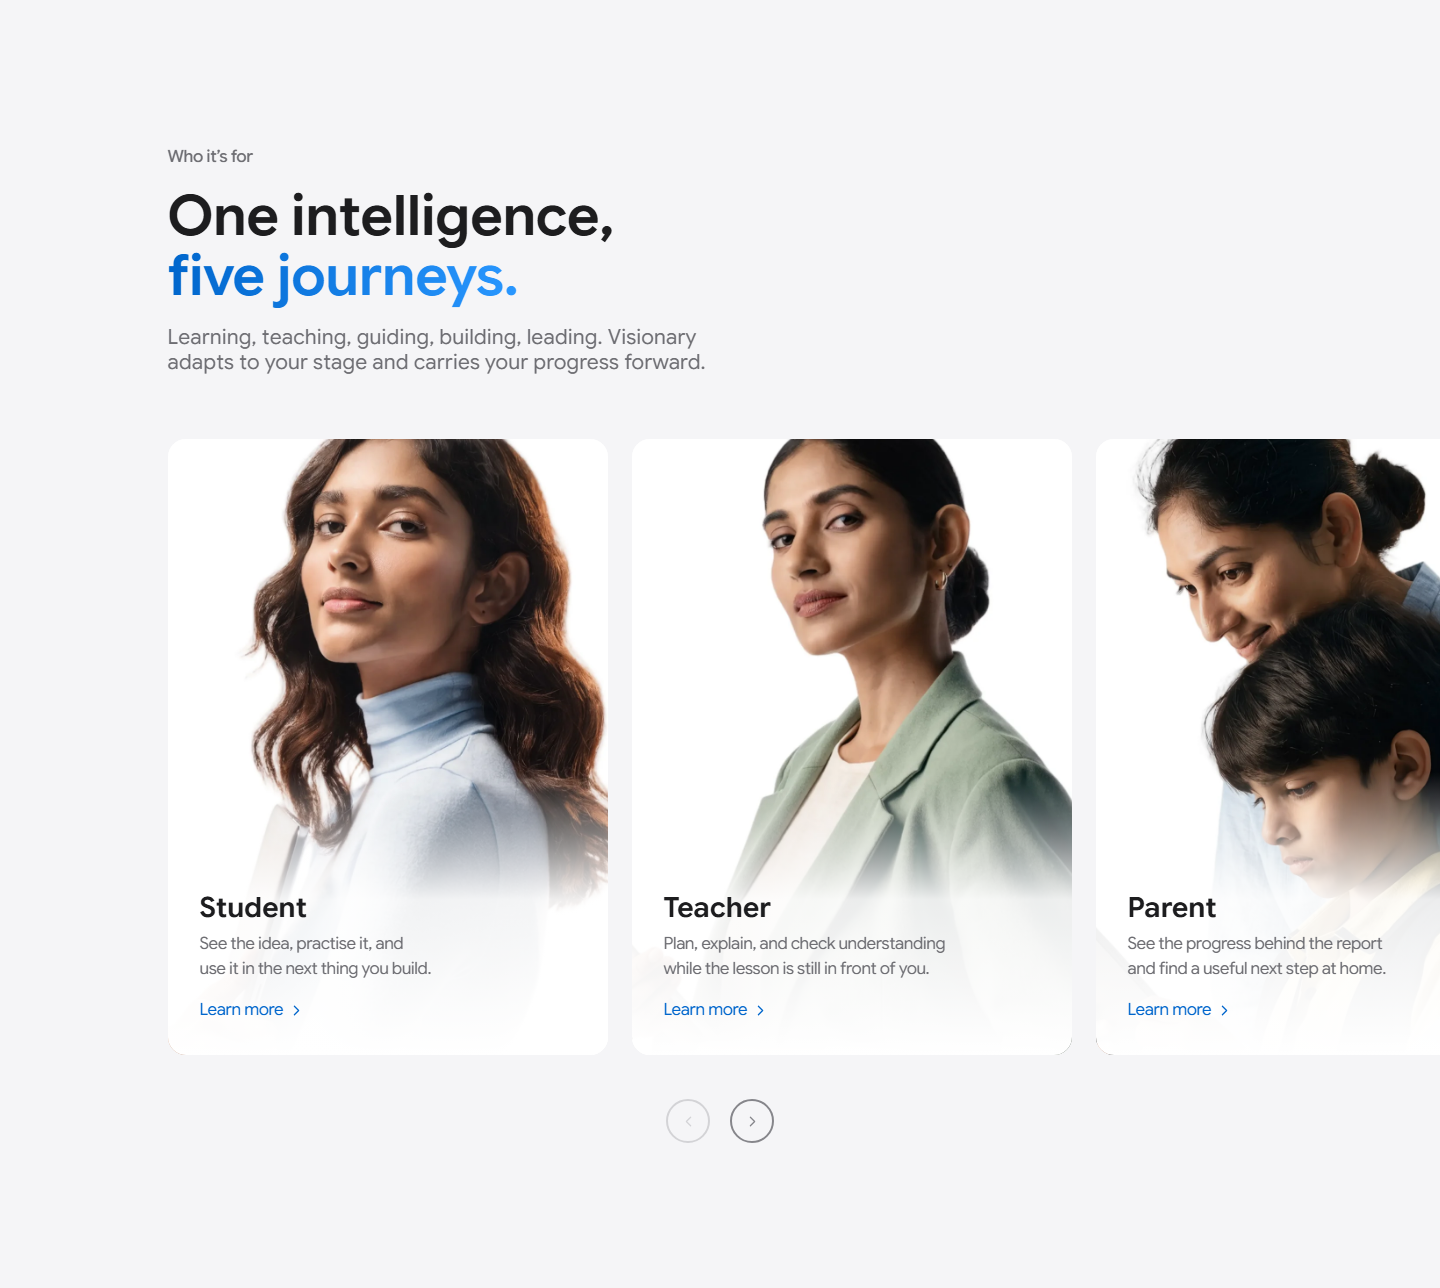 Who it’s for
One intelligence,
five journeys.
Learning, teaching, guiding, building, leading. Visionary
adapts to your stage and carries your progress forward.
Student
See the idea, practise it, and
use it in the next thing you build.
Learn more
Teacher
Plan, explain, and check understanding
while the lesson is still in front of you.
Learn more
Parent
See the progress behind the report
and find a useful next step at home.
Learn more